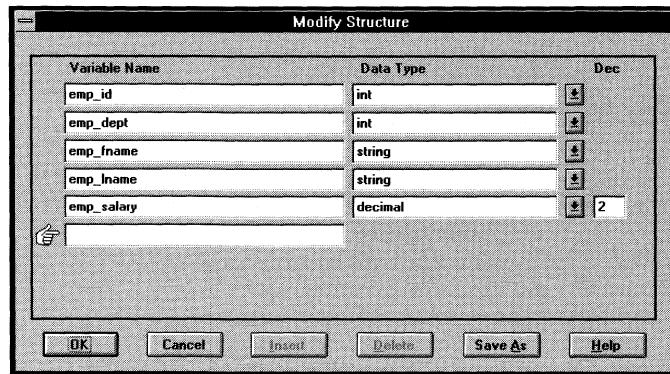 Modify Structure
Variable Name Data Type Dec
emp_id int
emp_dept int
emp_fname string
emp_lname string
emp_salary decimal 2
OK Cancel Insert Delete Save As Help